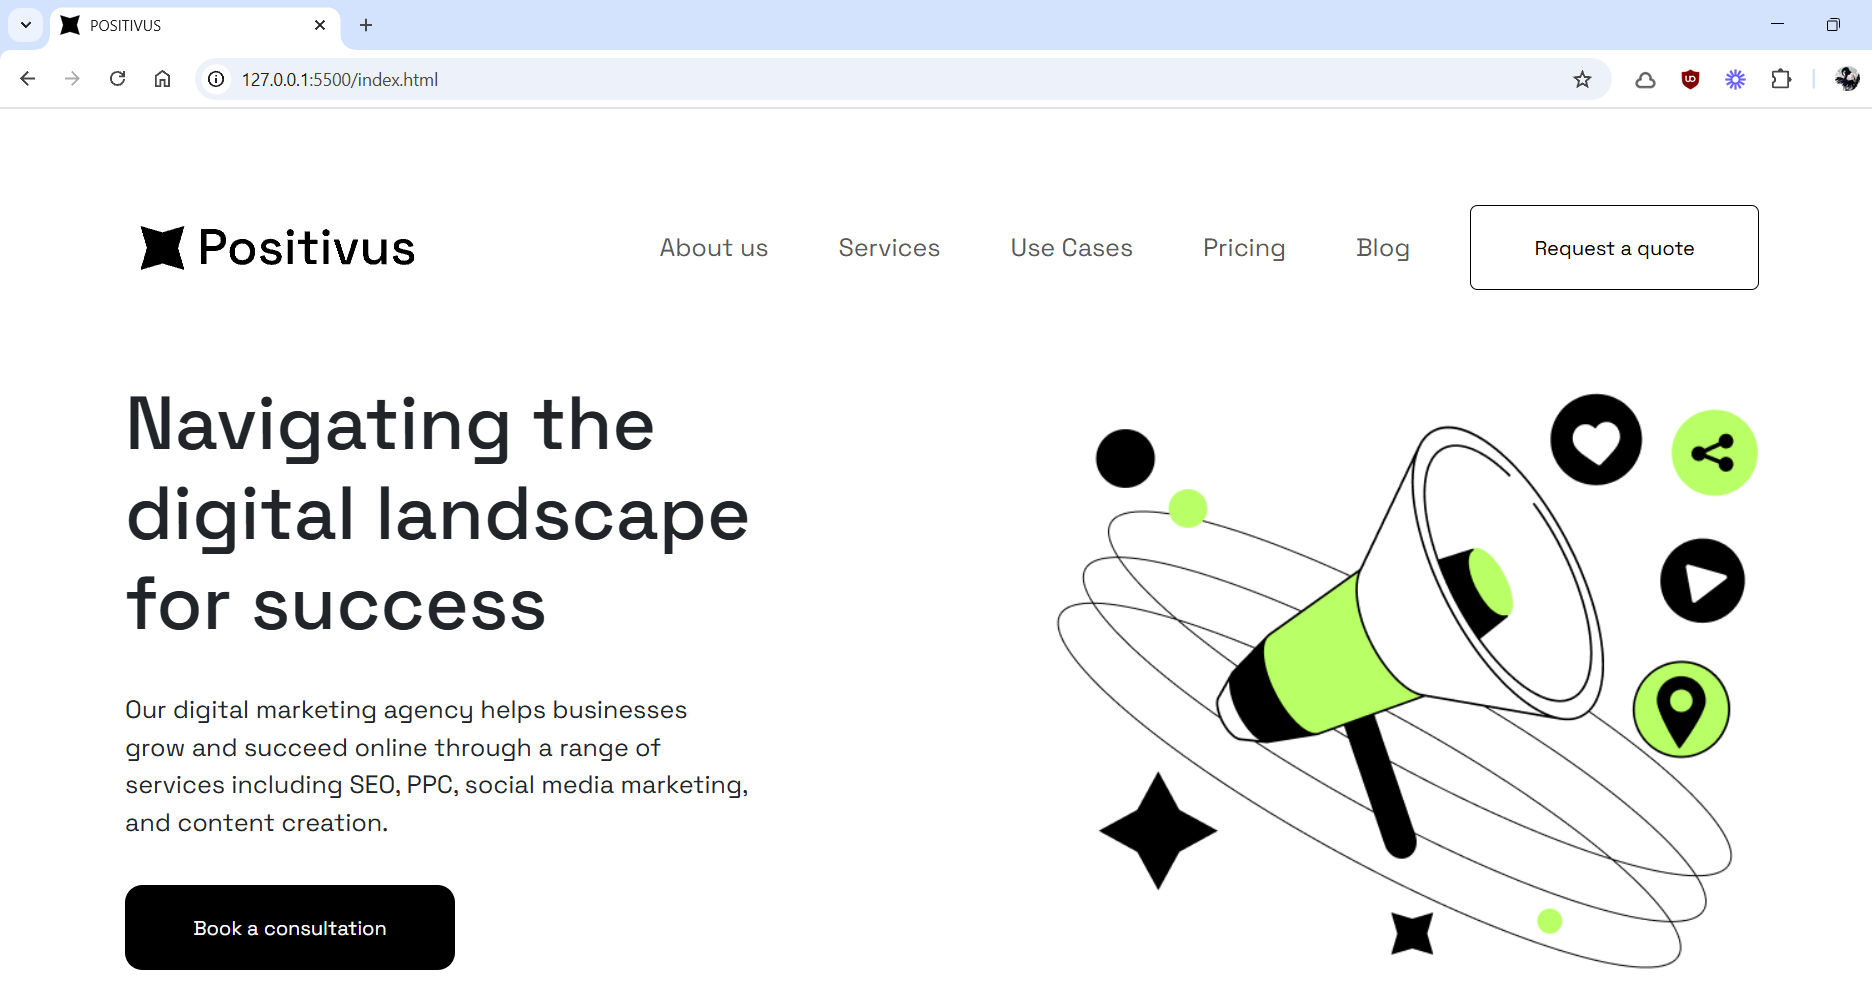 POSITIVUS
127.0.0.1:5500/index.html
Positivus
About us
Services
Use Cases
Pricing
Blog
Request a quote
Navigating the
digital landscape
for success
Our digital marketing agency helps businesses
grow and succeed online through a range of
services including SEO, PPC, social media marketing,
and content creation.
Book a consultation